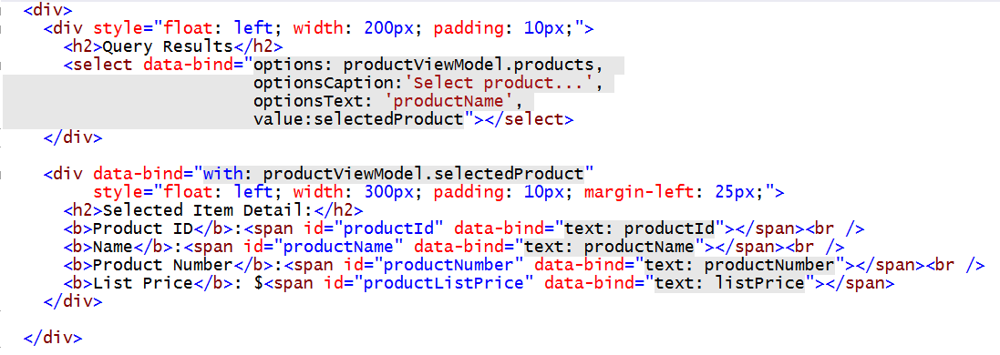 <div>
<div style="float: left; width: 200px; padding: 10px;">
<h2>Query Results</h2>
<select data-bind="options: productViewModel.products,
optionsCaption:'Select product...',
optionsText: 'productName',
value:selectedProduct"></select>
</div>
<div data-bind="with: productViewModel.selectedProduct"
style="float: left; width: 300px; padding: 10px; margin-left: 25px;">
<h2>Selected Item Detail:</h2>
<b>Product ID</b>:<span id="productId" data-bind="text: productId"></span><br />
<b>Name</b>:<span id="productName" data-bind="text: productName"></span><br />
<b>Product Number</b>:<span id="productNumber" data-bind="text: productNumber"></span><br />
<b>List Price</b>: $<span id="productListPrice" data-bind="text: listPrice"></span>
</div>
</div>